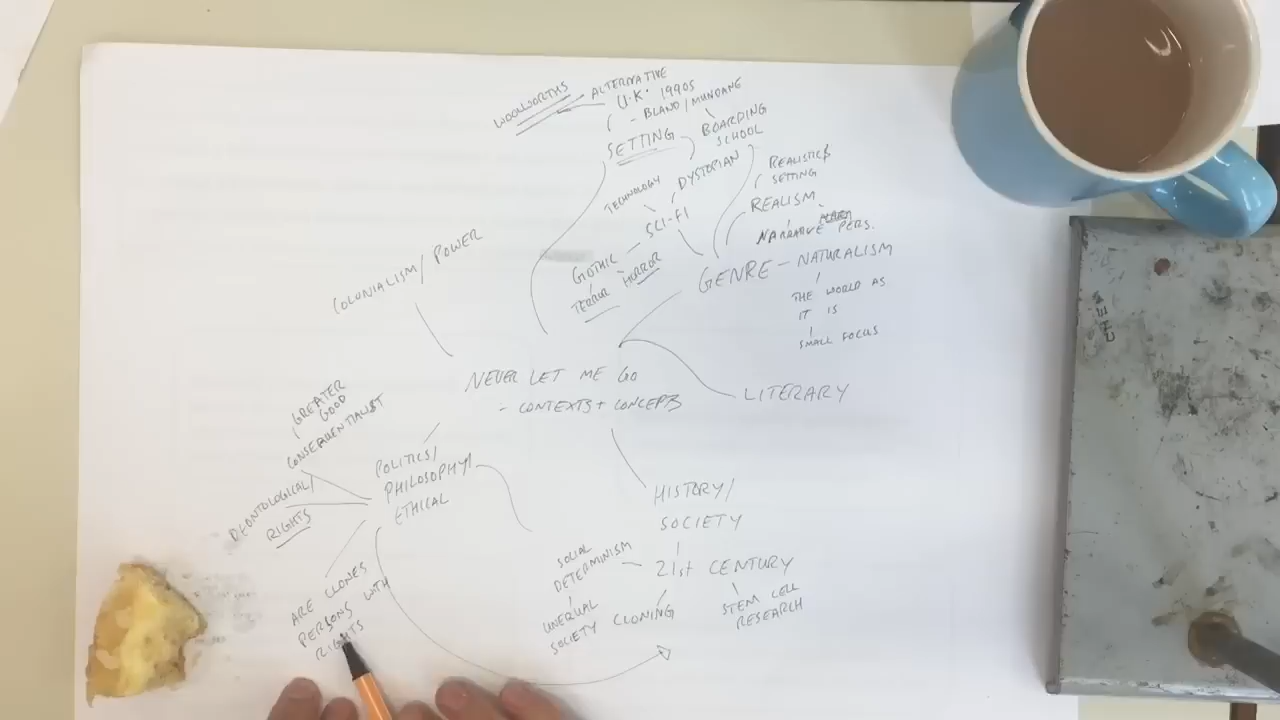 WOOLWORTHS
ALTERNATIVE
U.K. 1990S
- BLAND/MUNDANE
SETTING
BOARDING
SCHOOL
DYSTOPIAN
TECHNOLOGY
SCI-FI
GOTHIC
TERROR
HORROR
REALISTIC
SETTING
REALISM
NARRATIVE PERS.
GENRE - NATURALISM
THE WORLD AS
IT IS
SMALL FOCUS
COLONIALISM/POWER
NEVER LET ME GO
- CONTEXTS + CONCEPTS
LITERARY
GREATER
GOOD
CONSEQUENTIALIST
POLITICS/
PHILOSOPHY/
ETHICAL
DEONTOLOGICAL/
RIGHTS
ARE CLONES
PERSONS WITH
RIGHTS
HISTORY/
SOCIETY
21st CENTURY
SOCIAL
DETERMINISM
UNEQUAL
SOCIETY
CLONING
STEM CELL
RESEARCH